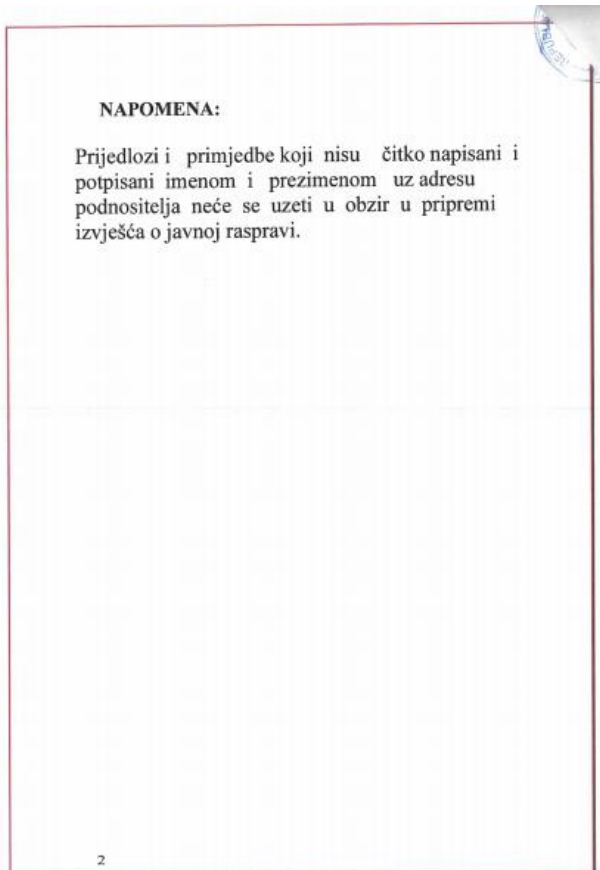 NAPOMENA:
Prijedlozi i primjedbe koji nisu čitko napisani i
potpisani imenom i prezimenom uz adresu
podnositelja neće se uzeti u obzir u pripremi
izvješća o javnoj raspravi.
2